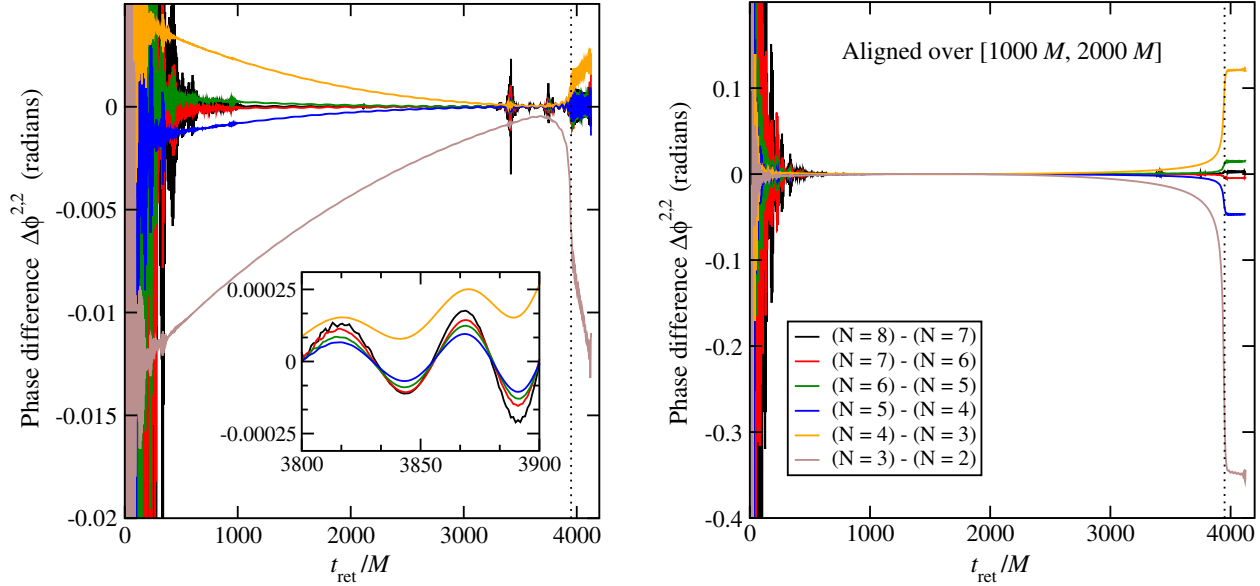 Phase difference Δϕ^{2,2} (radians)
0
-0.005
-0.01
-0.015
-0.02
0 1000 2000 3000 4000
t_ret/M
0.00025
0
-0.00025
3800 3850 3900
Phase difference Δϕ^{2,2} (radians)
Aligned over [1000 M, 2000 M]
0.1
0
-0.1
-0.2
-0.3
-0.4
(N = 8) - (N = 7)
(N = 7) - (N = 6)
(N = 6) - (N = 5)
(N = 5) - (N = 4)
(N = 4) - (N = 3)
(N = 3) - (N = 2)
0 1000 2000 3000 4000
t_ret/M